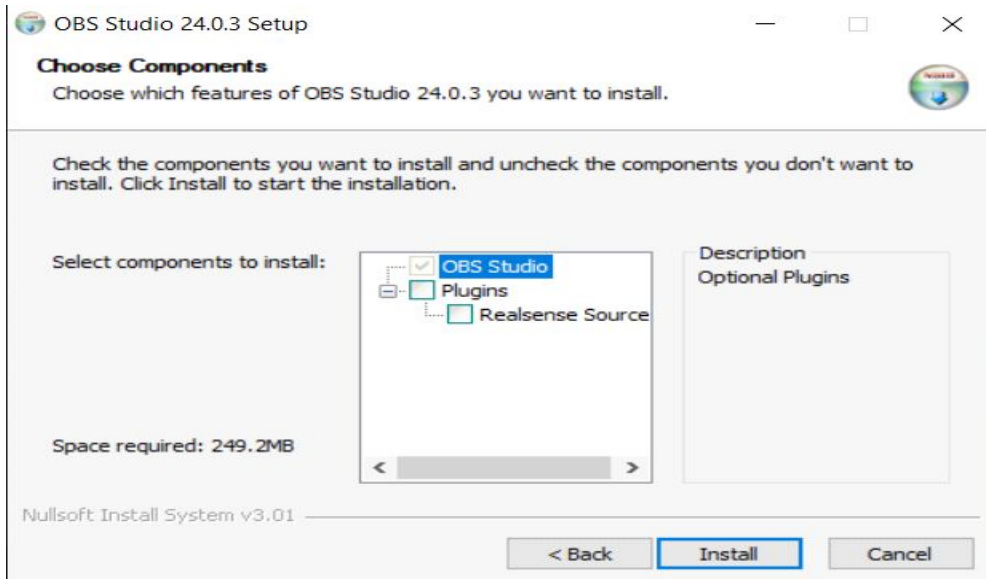 OBS Studio 24.0.3 Setup
Choose Components
Choose which features of OBS Studio 24.0.3 you want to install.
Check the components you want to install and uncheck the components you don't want to
install. Click Install to start the installation.
Select components to install:
OBS Studio
Plugins
Realsense Source
Description
Optional Plugins
Space required: 249.2MB
Nullsoft Install System v3.01
< Back
Install
Cancel